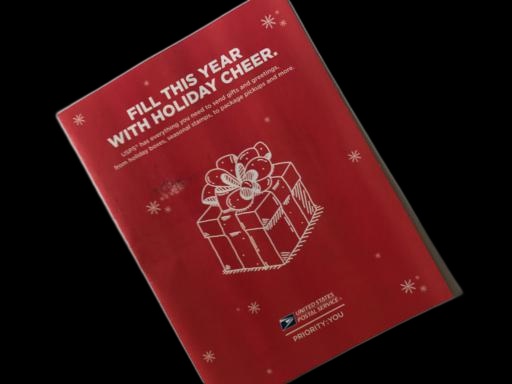 FILL THIS YEAR
WITH HOLIDAY CHEER.
USPS® has everything you need to send gifts and greetings,
from holiday boxes, seasonal stamps, to package pickups and more.
UNITED STATES
POSTAL SERVICE®
PRIORITY:YOU